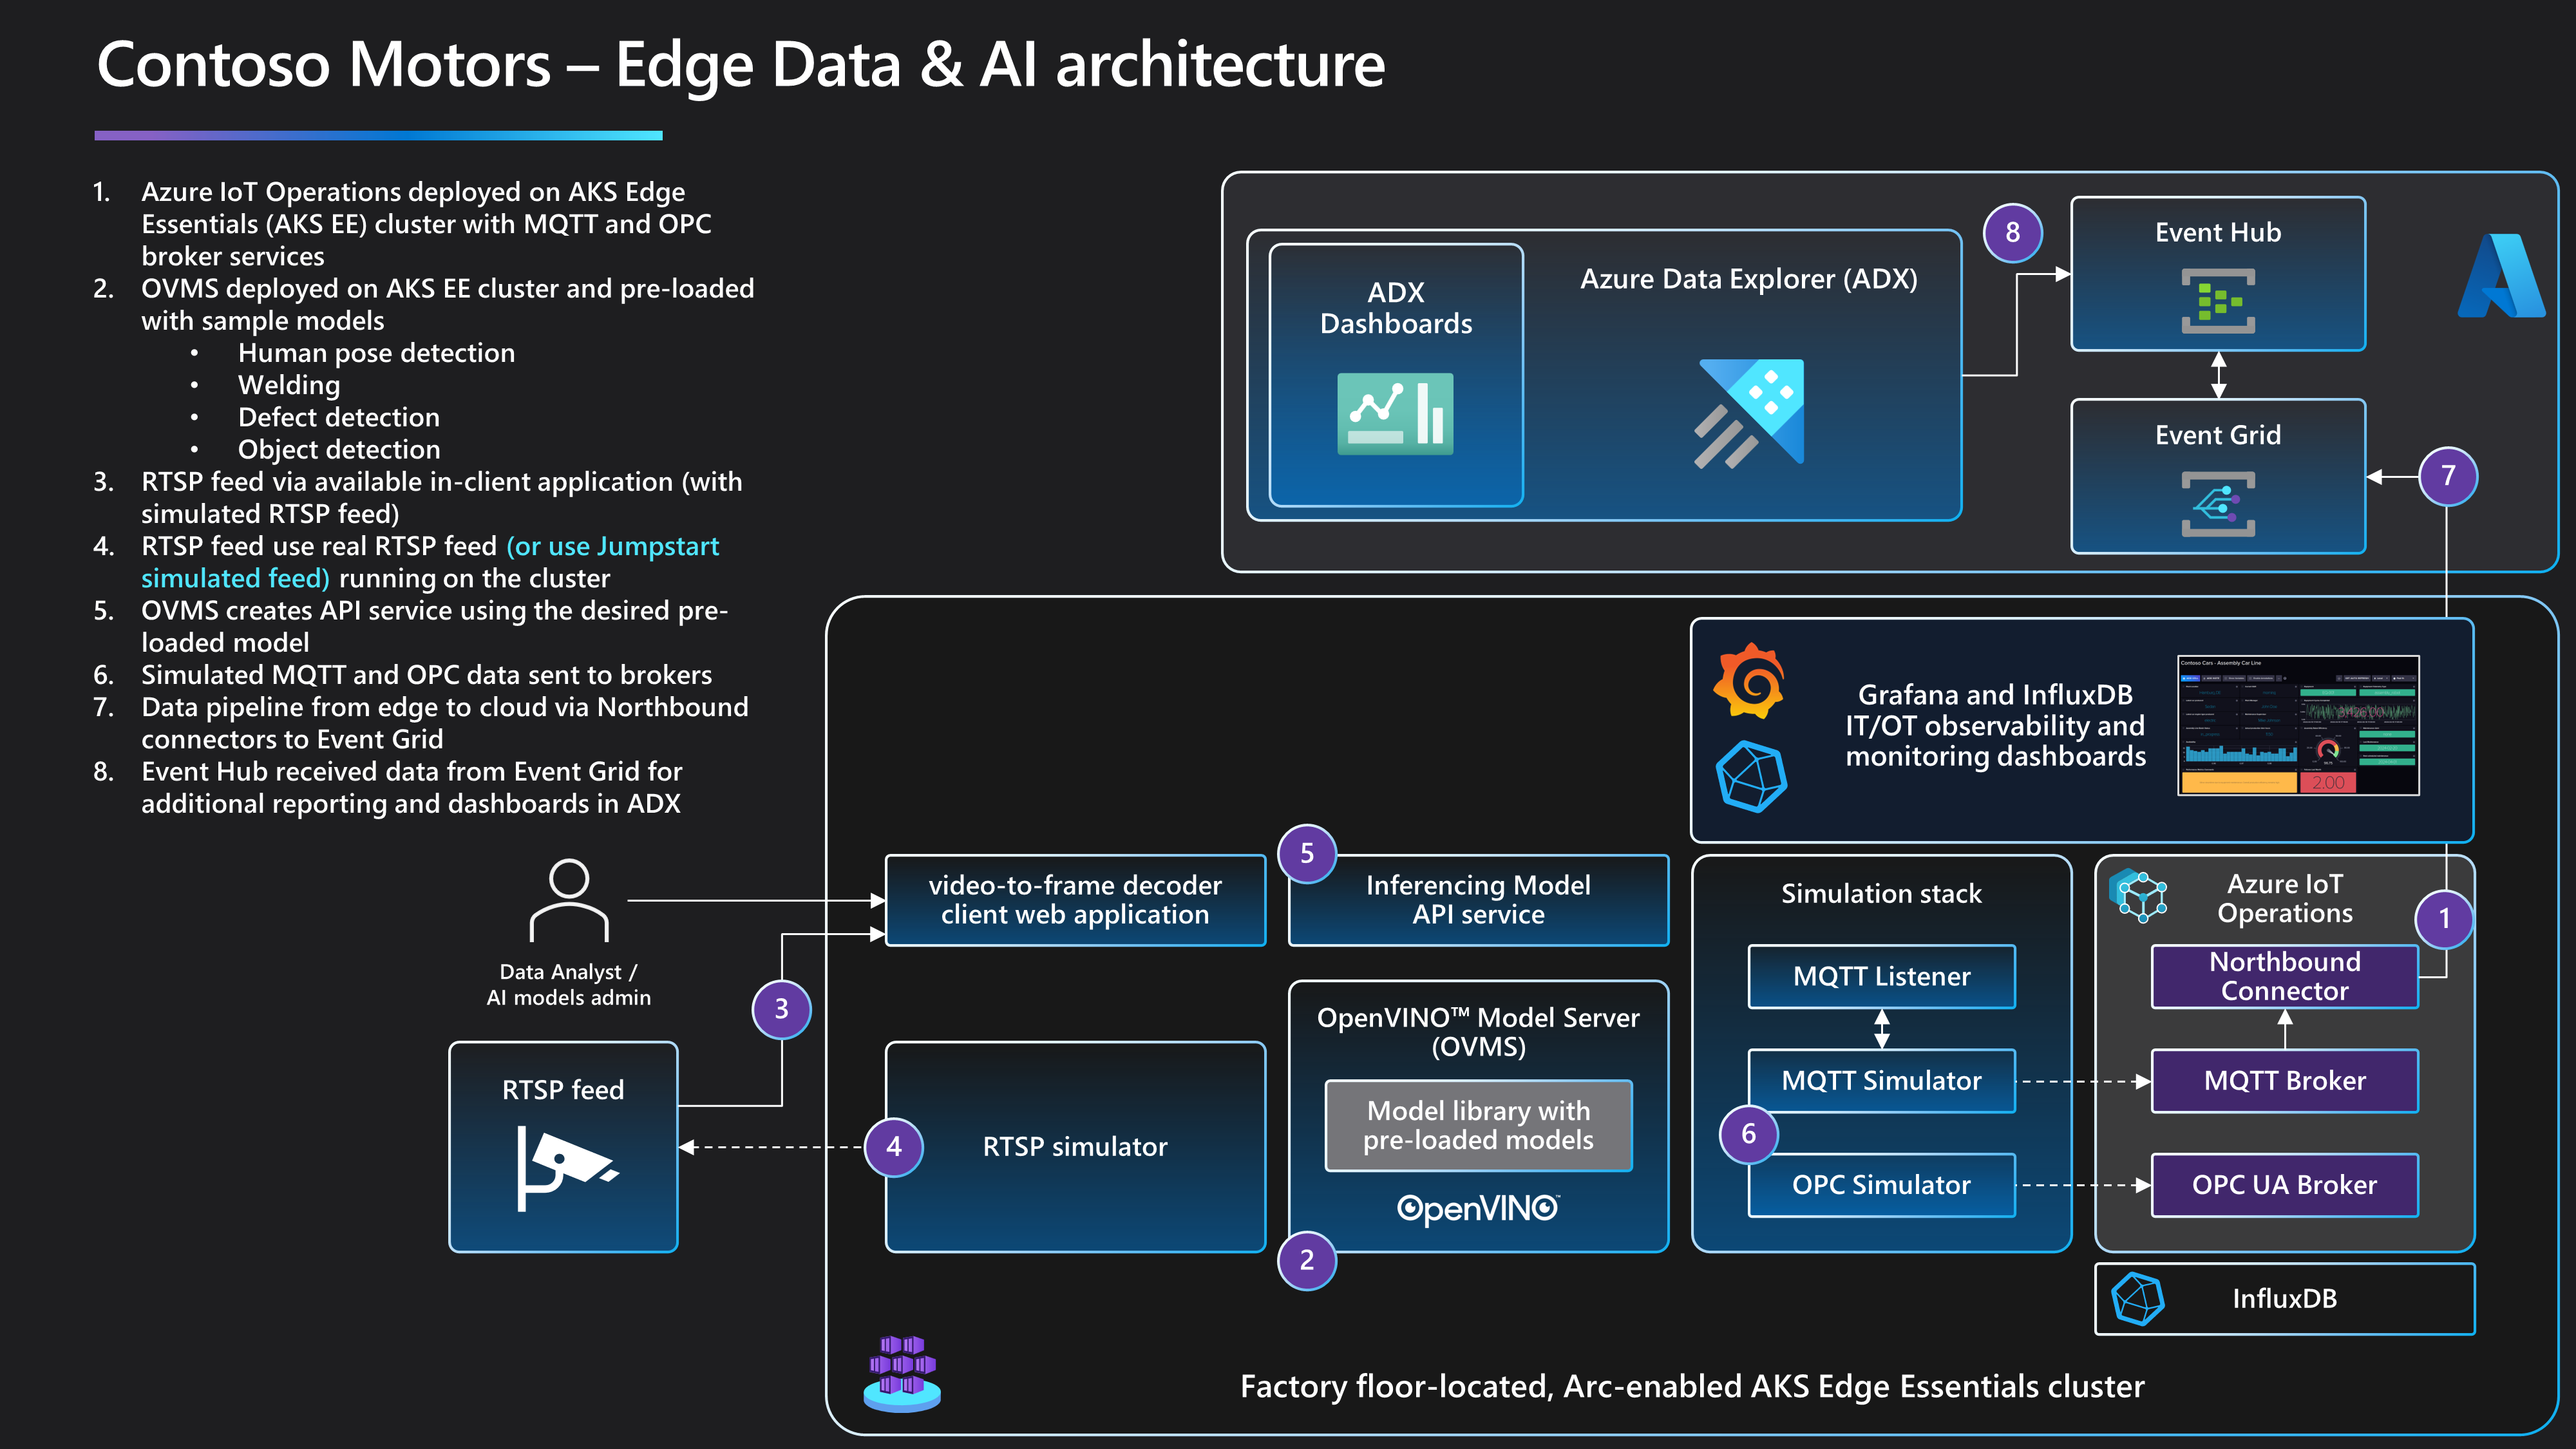 Contoso Motors – Edge Data & AI architecture
1. Azure IoT Operations deployed on AKS Edge
Essentials (AKS EE) cluster with MQTT and OPC
broker services
2. OVMS deployed on AKS EE cluster and pre-loaded
with sample models
• Human pose detection
• Welding
• Defect detection
• Object detection
3. RTSP feed via available in-client application (with
simulated RTSP feed)
4. RTSP feed use real RTSP feed (or use Jumpstart
simulated feed) running on the cluster
5. OVMS creates API service using the desired pre-
loaded model
6. Simulated MQTT and OPC data sent to brokers
7. Data pipeline from edge to cloud via Northbound
connectors to Event Grid
8. Event Hub received data from Event Grid for
additional reporting and dashboards in ADX
ADX
Dashboards
Azure Data Explorer (ADX)
8
Event Hub
Event Grid
7
Grafana and InfluxDB
IT/OT observability and
monitoring dashboards
Contoso Cars - Assembly Car Line
2.00
Data Analyst /
AI models admin
RTSP feed
3
video-to-frame decoder
client web application
4
RTSP simulator
5
Inferencing Model
API service
OpenVINO™ Model Server
(OVMS)
Model library with
pre-loaded models
OpenVINO™
2
Simulation stack
MQTT Listener
MQTT Simulator
6
OPC Simulator
Azure IoT
Operations
1
Northbound
Connector
MQTT Broker
OPC UA Broker
InfluxDB
Factory floor-located, Arc-enabled AKS Edge Essentials cluster